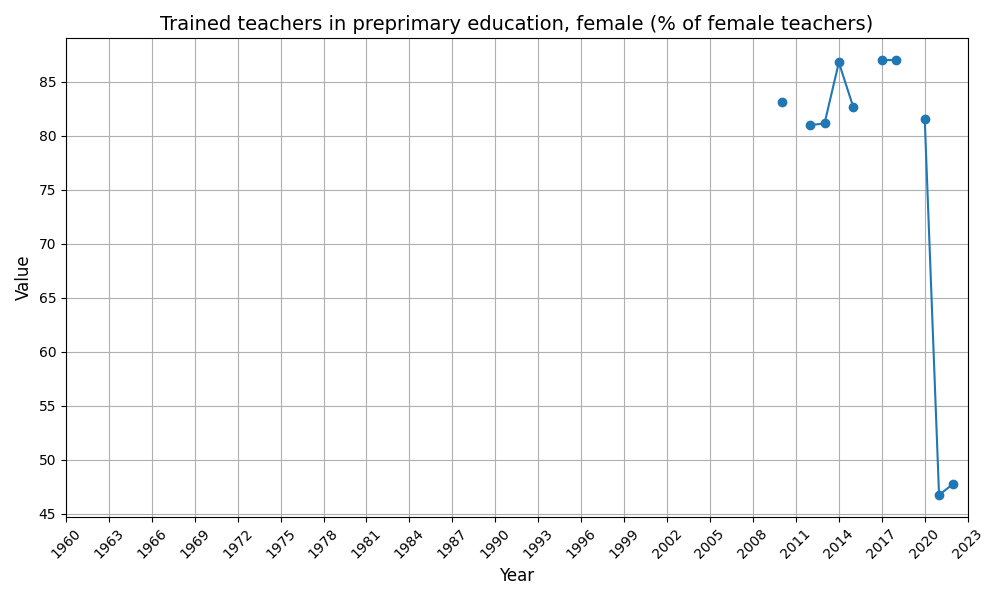 Trained teachers in preprimary education, female (% of female teachers)
Value
85
80
75
70
65
60
55
50
45
1960 1963 1966 1969 1972 1975 1978 1981 1984 1987 1990 1993 1996 1999 2002 2005 2008 2011 2014 2017 2020 2023
Year